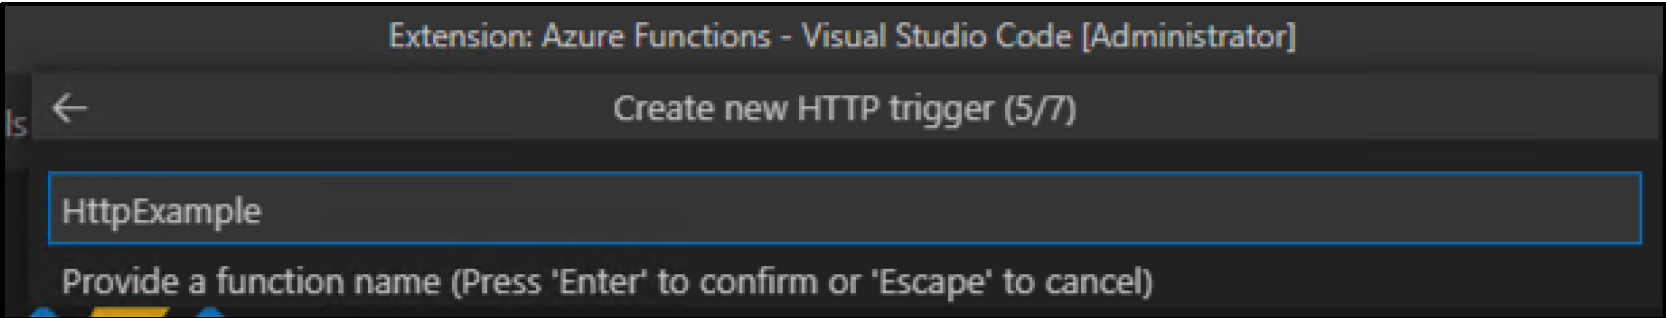 Extension: Azure Functions - Visual Studio Code [Administrator]
ls
Create new HTTP trigger (5/7)
HttpExample
Provide a function name (Press 'Enter' to confirm or 'Escape' to cancel)